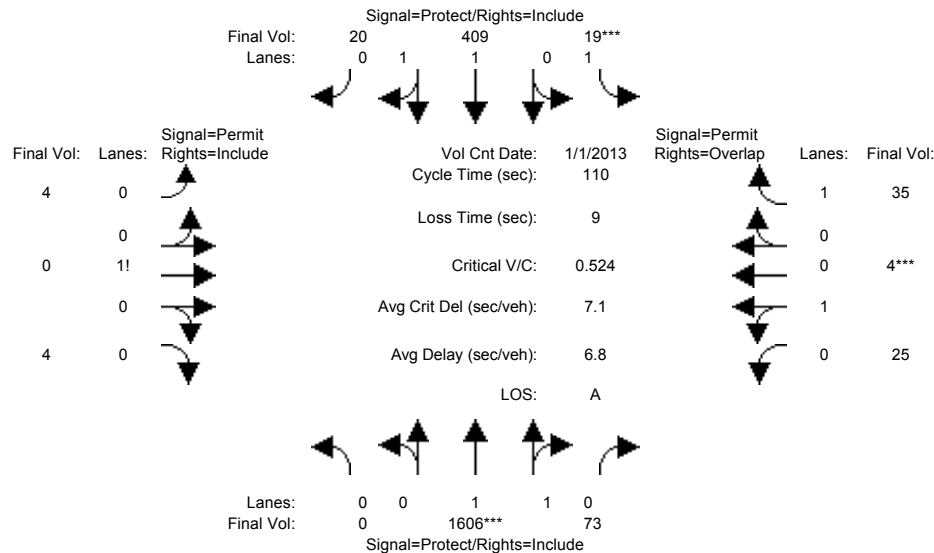 Signal=Protect/Rights=Include
Final Vol: 20 409 19***
Lanes: 0 1 1 0 1
Signal=Permit Signal=Permit
Final Vol: Lanes: Rights=Include Vol Cnt Date: 1/1/2013 Rights=Overlap Lanes: Final Vol:
Cycle Time (sec): 110
4 0 1 35
Loss Time (sec): 9
0 0
0 1! Critical V/C: 0.524 0 4***
0 Avg Crit Del (sec/veh): 7.1 1
4 0 Avg Delay (sec/veh): 6.8 0 25
LOS: A
Lanes: 0 0 1 1 0
Final Vol: 0 1606*** 73
Signal=Protect/Rights=Include